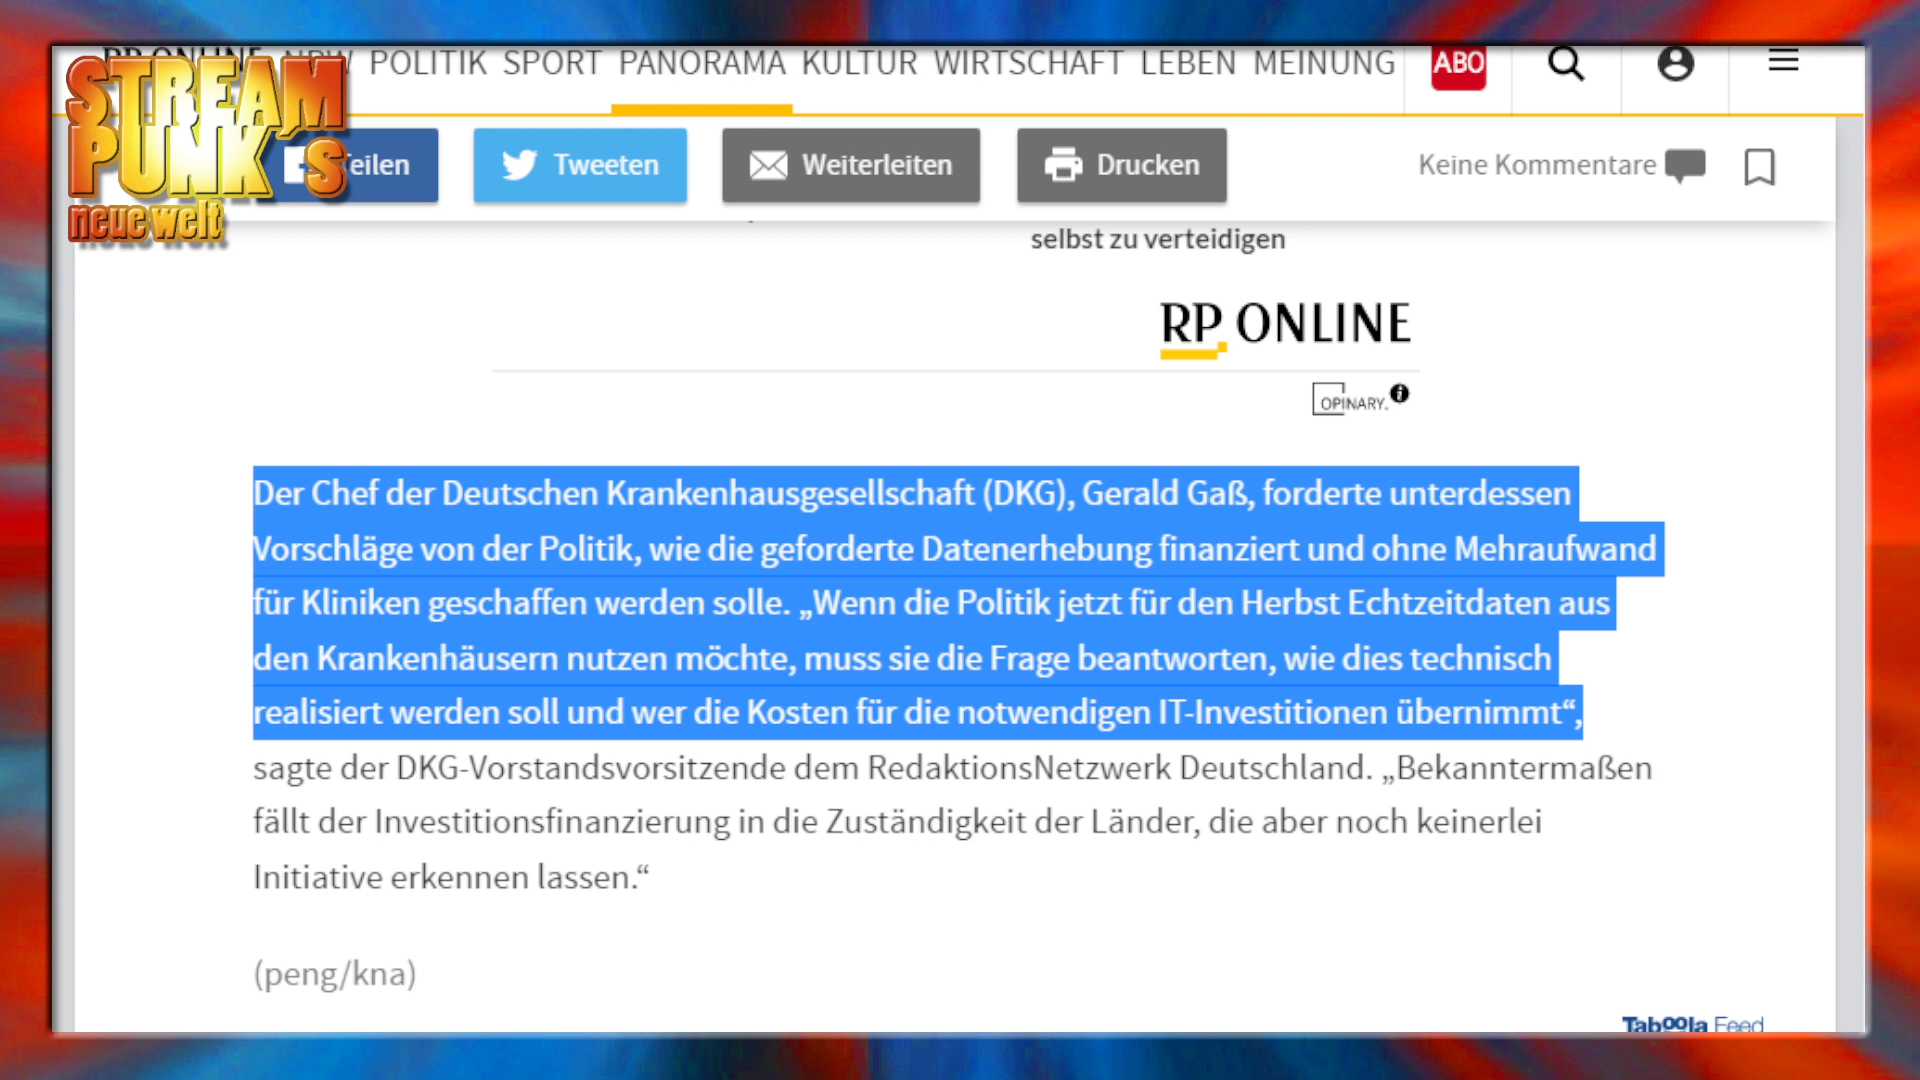 RP ONLINE NRW POLITIK SPORT PANORAMA KULTUR WIRTSCHAFT LEBEN MEINUNG ABO
STREAM
PUNK'S
neue welt
Teilen Tweeten Weiterleiten Drucken Keine Kommentare
selbst zu verteidigen
RP ONLINE
OPINARY.
Der Chef der Deutschen Krankenhausgesellschaft (DKG), Gerald Gaß, forderte unterdessen
Vorschläge von der Politik, wie die geforderte Datenerhebung finanziert und ohne Mehraufwand
für Kliniken geschaffen werden solle. „Wenn die Politik jetzt für den Herbst Echtzeitdaten aus
den Krankenhäusern nutzen möchte, muss sie die Frage beantworten, wie dies technisch
realisiert werden soll und wer die Kosten für die notwendigen IT-Investitionen übernimmt“,
sagte der DKG-Vorstandsvorsitzende dem RedaktionsNetzwerk Deutschland. „Bekanntermaßen
fällt der Investitionsfinanzierung in die Zuständigkeit der Länder, die aber noch keinerlei
Initiative erkennen lassen.“
(peng/kna)
Taboola Feed